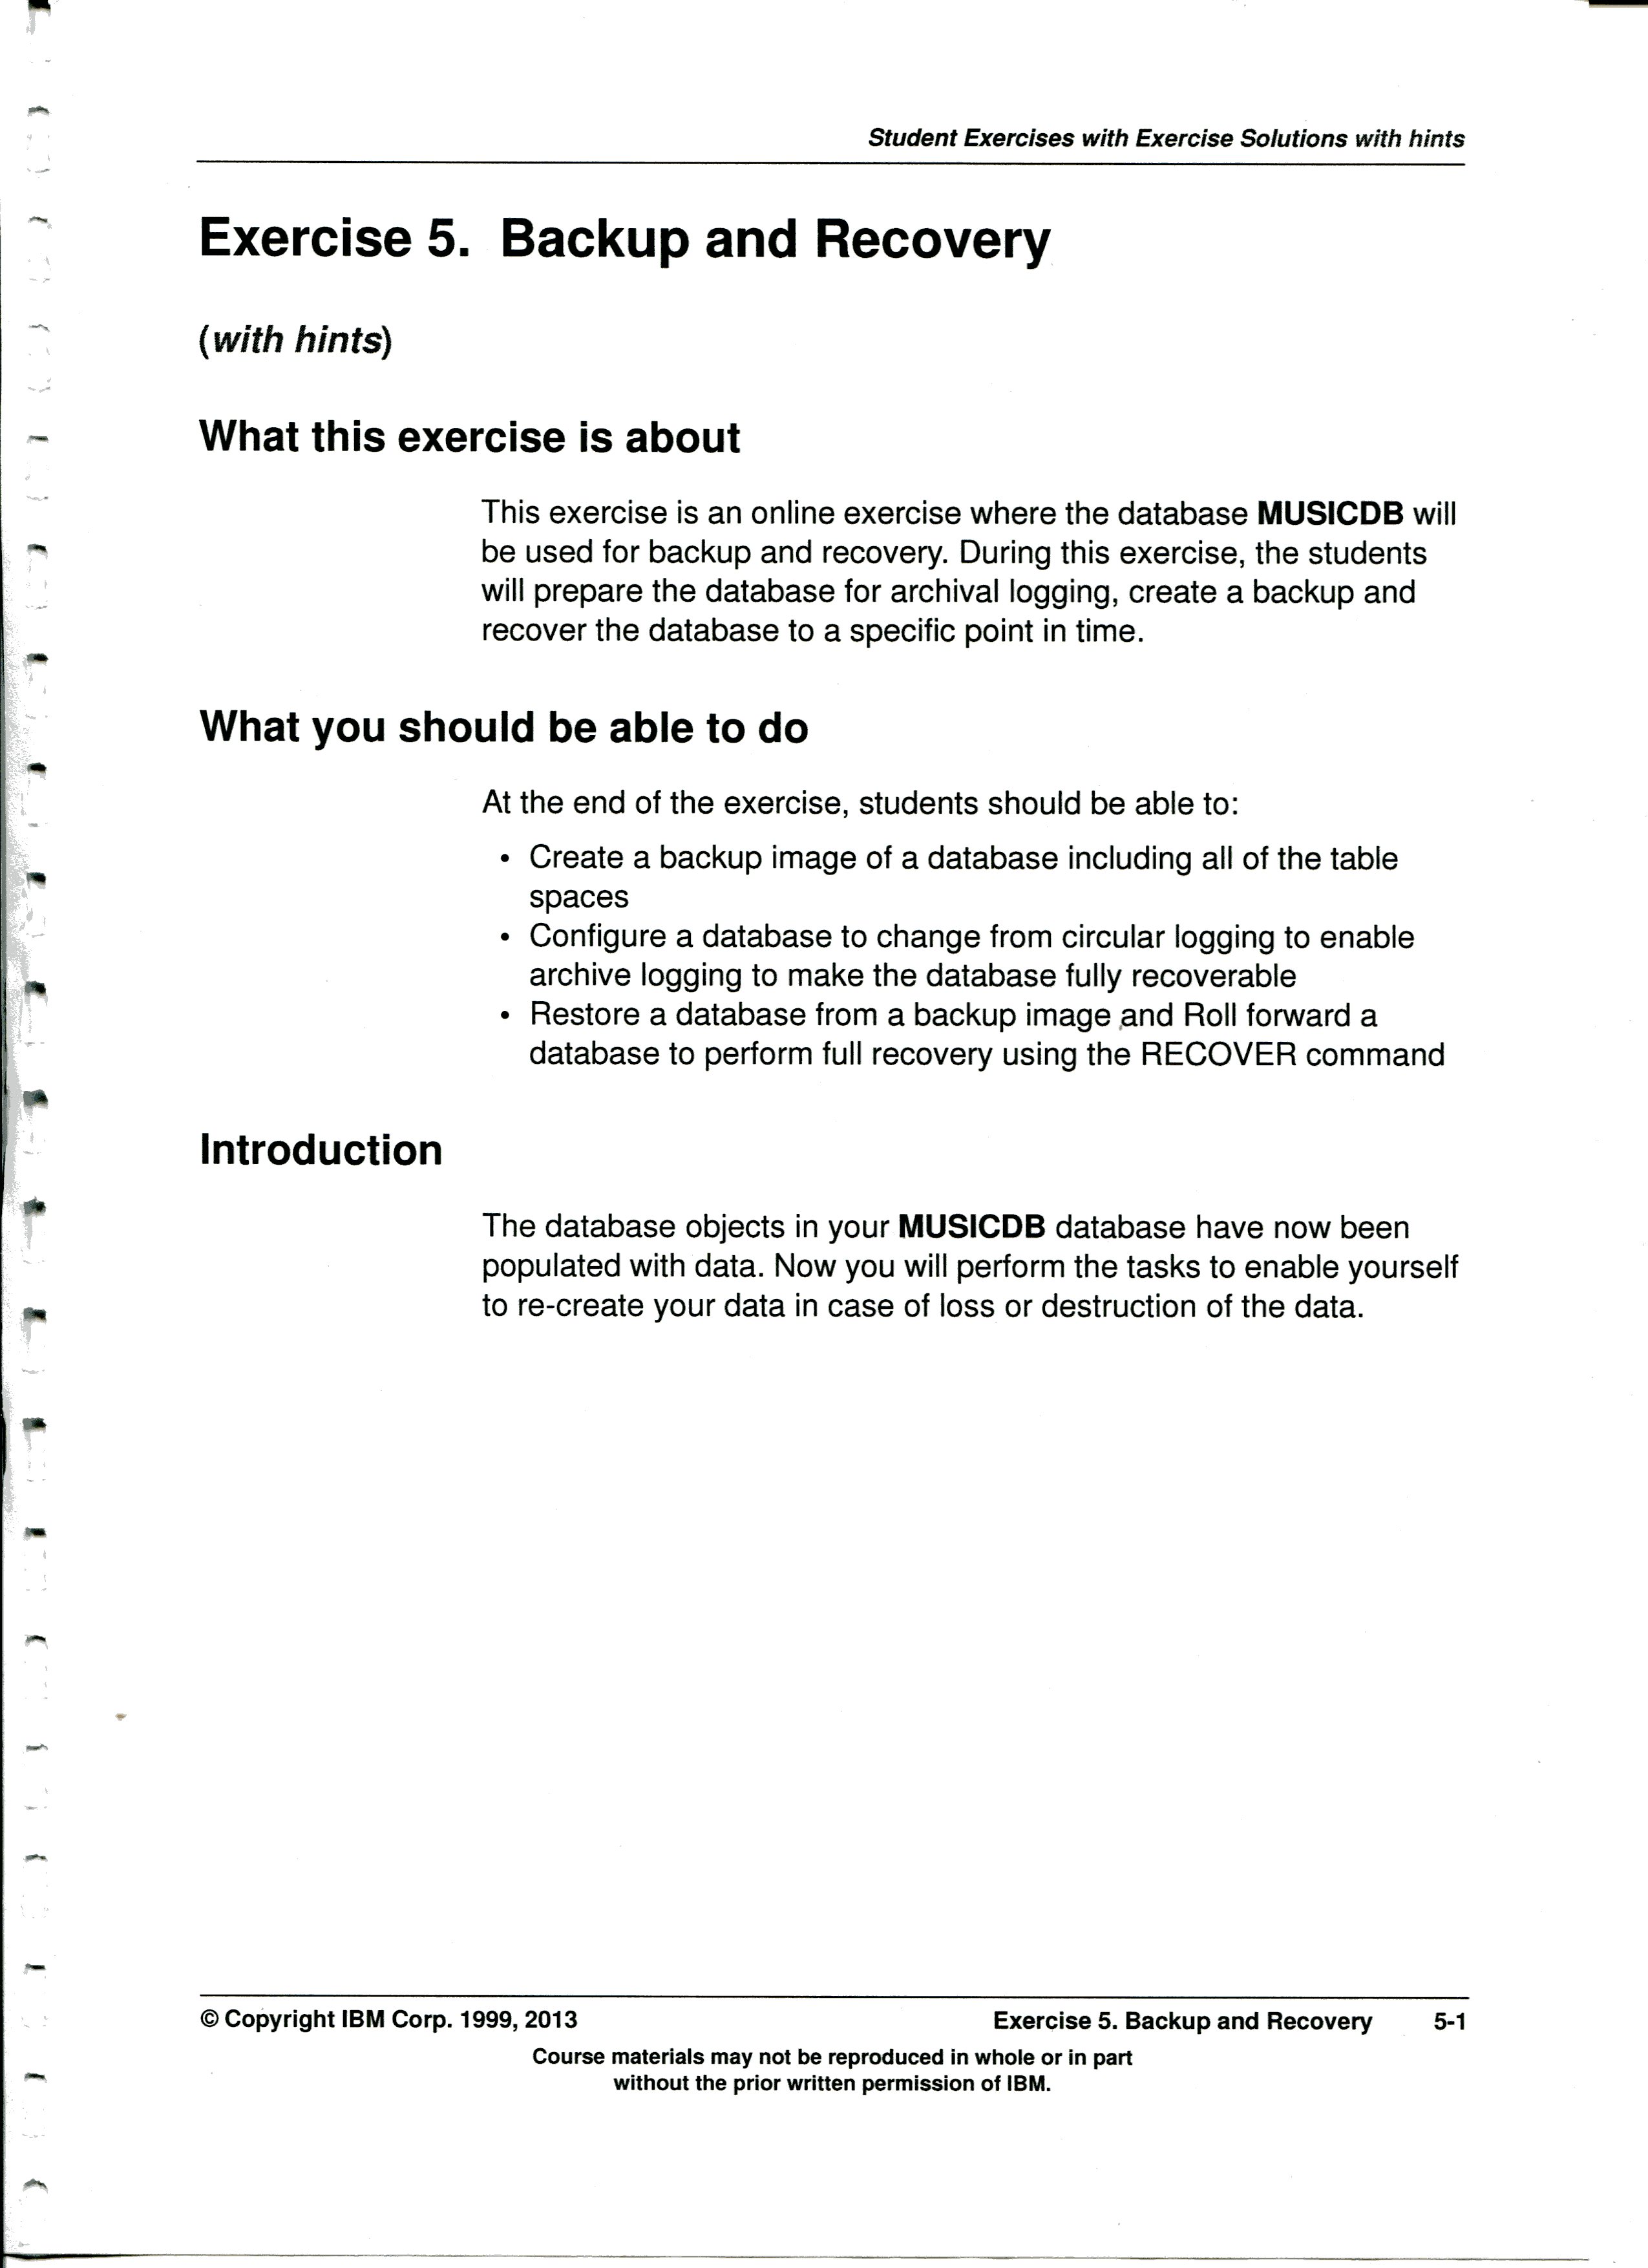 Student Exercises with Exercise Solutions with hints
Exercise 5. Backup and Recovery
(with hints)
What this exercise is about
This exercise is an online exercise where the database MUSICDB will
be used for backup and recovery. During this exercise, the students
will prepare the database for archival logging, create a backup and
recover the database to a specific point in time.
What you should be able to do
At the end of the exercise, students should be able to:
• Create a backup image of a database including all of the table
spaces
• Configure a database to change from circular logging to enable
archive logging to make the database fully recoverable
• Restore a database from a backup image and Roll forward a
database to perform full recovery using the RECOVER command
Introduction
The database objects in your MUSICDB database have now been
populated with data. Now you will perform the tasks to enable yourself
to re-create your data in case of loss or destruction of the data.
© Copyright IBM Corp. 1999, 2013 Exercise 5. Backup and Recovery 5-1
Course materials may not be reproduced in whole or in part
without the prior written permission of IBM.